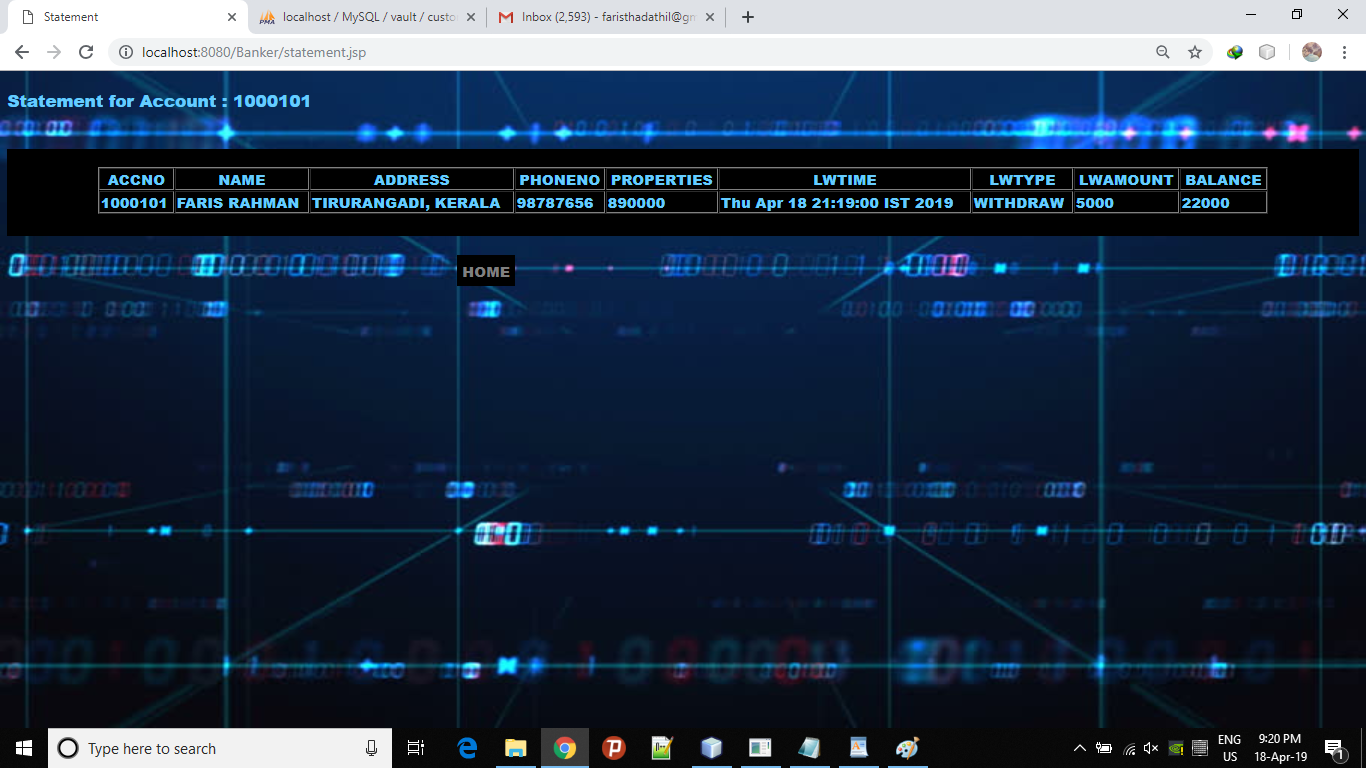 Statement
localhost / MySQL / vault / custo
Inbox (2,593) - faristhadathil@gm
localhost:8080/Banker/statement.jsp
Statement for Account : 1000101
ACCNO NAME ADDRESS PHONENO PROPERTIES LWTIME LWTYPE LWAMOUNT BALANCE
1000101 FARIS RAHMAN TIRURANGADI, KERALA 98787656 890000 Thu Apr 18 21:19:00 IST 2019 WITHDRAW 5000 22000
HOME
Type here to search
ENG
US
9:20 PM
18-Apr-19
1